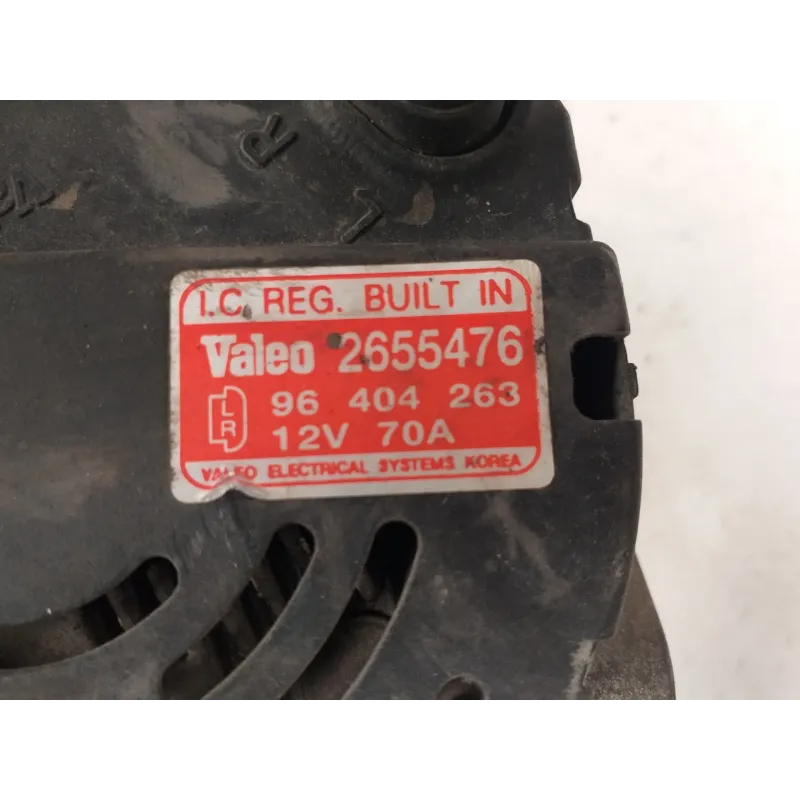 R
L
I.C. REG. BUILT IN
Valeo 2655476
L
R
96 404 263
12V 70A
VALEO ELECTRICAL SYSTEMS KOREA